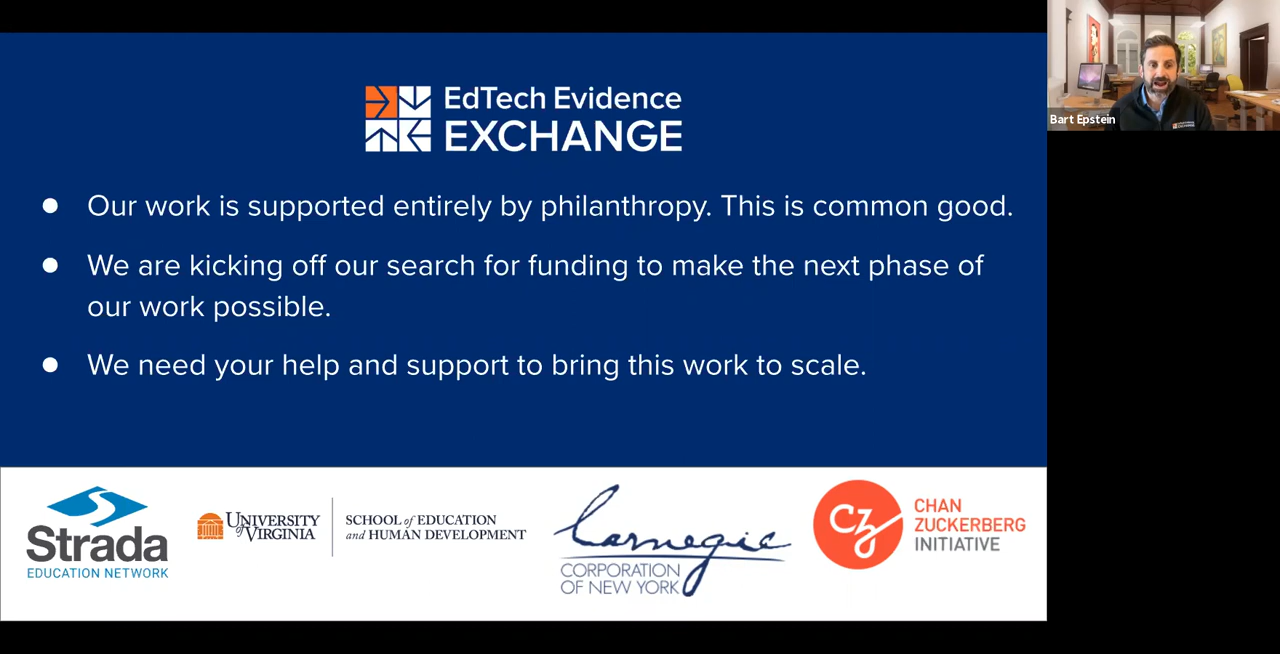 EdTech Evidence
EXCHANGE
● Our work is supported entirely by philanthropy. This is common good.
● We are kicking off our search for funding to make the next phase of
our work possible.
● We need your help and support to bring this work to scale.
Strada
EDUCATION NETWORK
UNIVERSITY
of VIRGINIA
SCHOOL of EDUCATION
and HUMAN DEVELOPMENT
Carnegie
CORPORATION
OF NEW YORK
CZ
CHAN
ZUCKERBERG
INITIATIVE
Bart Epstein